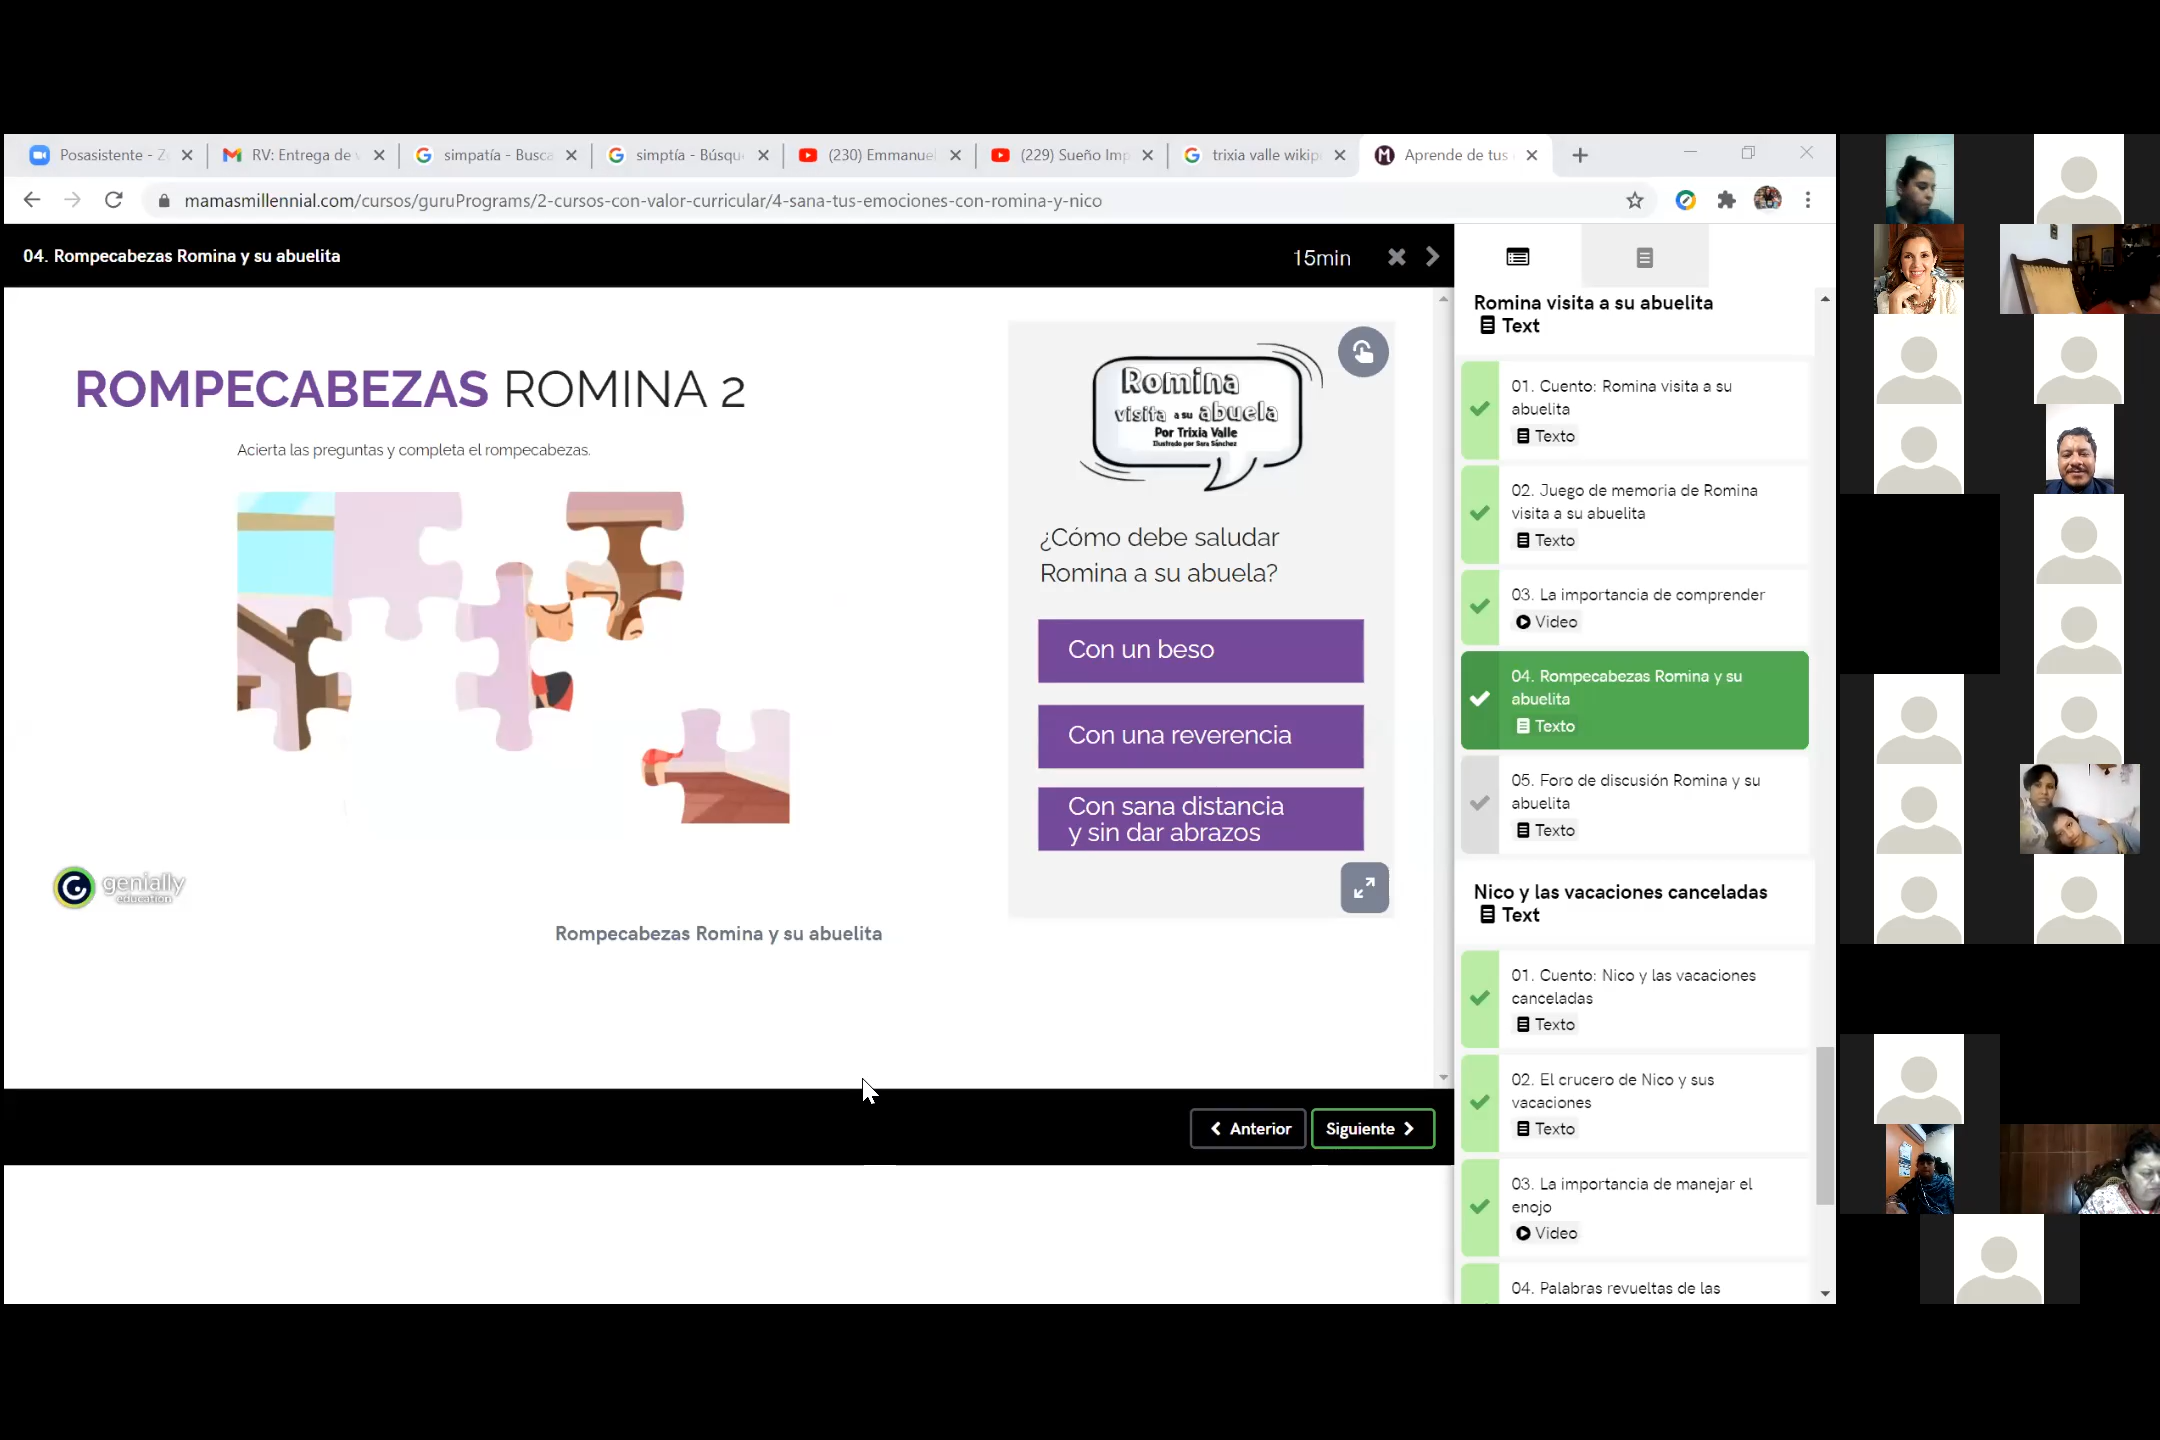 Posasistente - Z
RV: Entrega de
simpatía - Busca
simptía - Búsqu
(230) Emmanue
(229) Sueño Imp
trixia valle wikip
Aprende de tus
mamasmillennial.com/cursos/guruPrograms/2-cursos-con-valor-curricular/4-sana-tus-emociones-con-romina-y-nico
04. Rompecabezas Romina y su abuelita
15min
ROMPECABEZAS ROMINA 2
Acierta las preguntas y completa el rompecabezas.
Romina
visita a su abuela
Por Trixia Valle
Ilustrado por Sara Sánchez
¿Cómo debe saludar
Romina a su abuela?
Con un beso
Con una reverencia
Con sana distancia
y sin dar abrazos
genially
education
Rompecabezas Romina y su abuelita
Anterior
Siguiente
Romina visita a su abuelita
Text
01. Cuento: Romina visita a su
abuelita
Texto
02. Juego de memoria de Romina
visita a su abuelita
Texto
03. La importancia de comprender
Video
04. Rompecabezas Romina y su
abuelita
Texto
05. Foro de discusión Romina y su
abuelita
Texto
Nico y las vacaciones canceladas
Text
01. Cuento: Nico y las vacaciones
canceladas
Texto
02. El crucero de Nico y sus
vacaciones
Texto
03. La importancia de manejar el
enojo
Video
04. Palabras revueltas de las